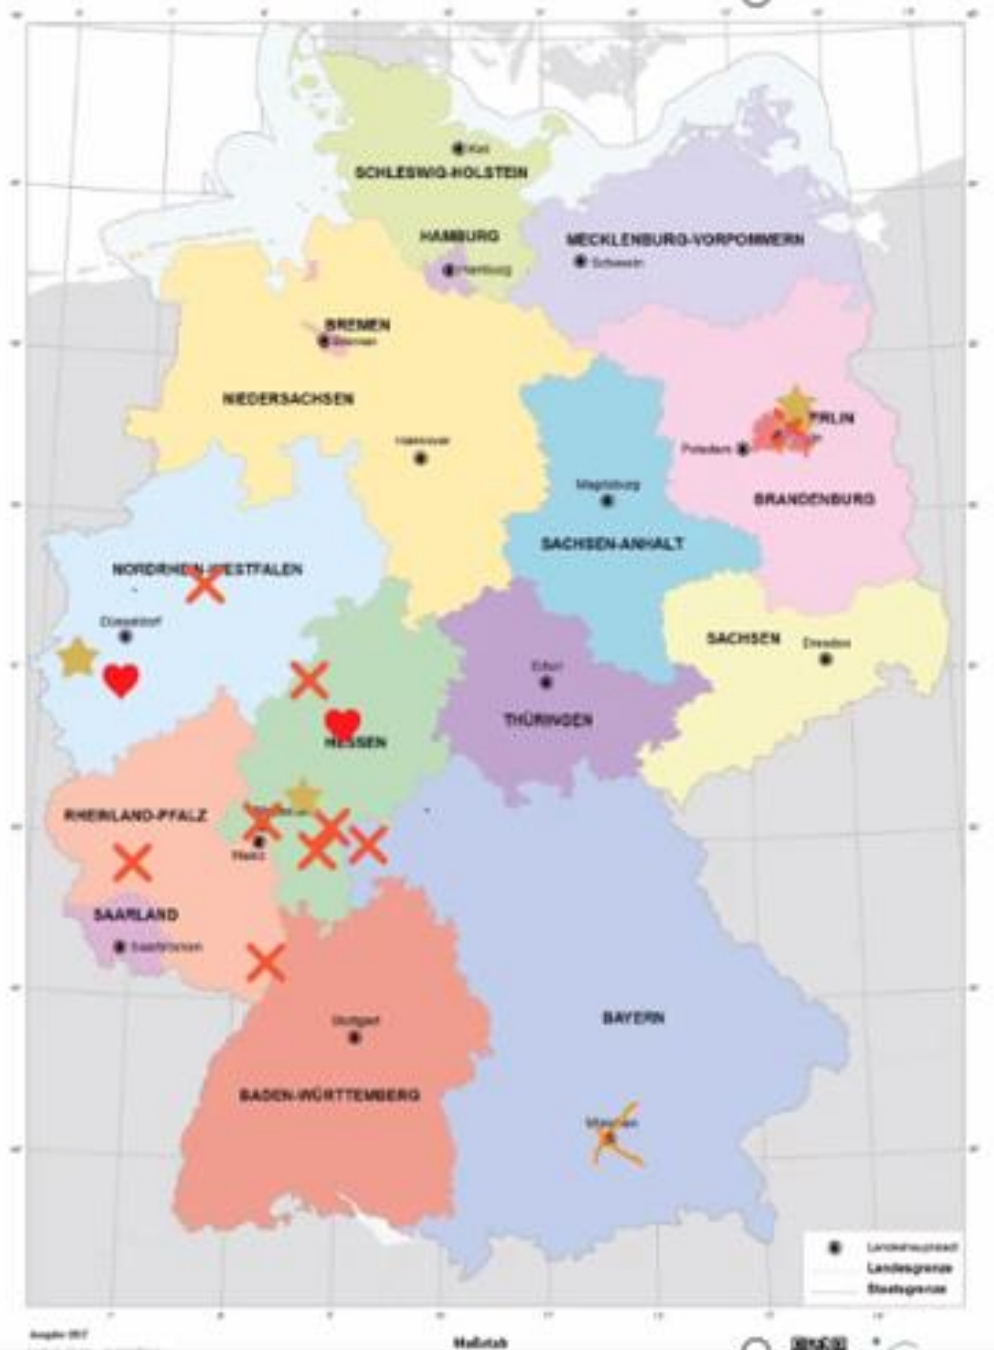 Kiel
SCHLESWIG-HOLSTEIN
HAMBURG
Hamburg
MECKLENBURG-VORPOMMERN
Schwerin
BREMEN
Bremen
NIEDERSACHSEN
Hannover
ERLIN
Potsdam
BRANDENBURG
Magdeburg
SACHSEN-ANHALT
NORDRHEIN-WESTFALEN
Düsseldorf
SACHSEN
Dresden
Erfurt
THÜRINGEN
HESSEN
RHEINLAND-PFALZ
Mainz
SAARLAND
Saarbrücken
Stuttgart
BAYERN
BADEN-WÜRTTEMBERG
München
Landeshauptstadt
Landesgrenze
Staatsgrenze
Maßstab